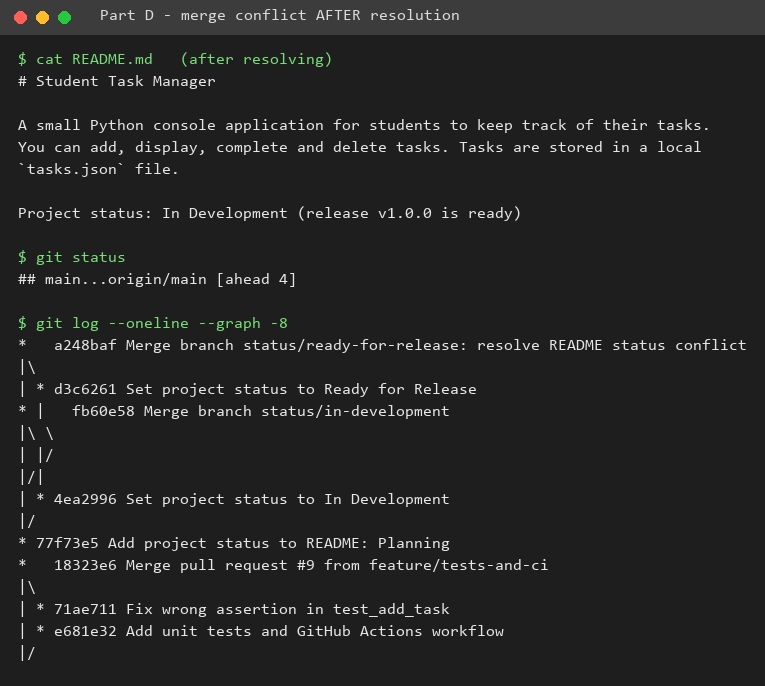 Part D - merge conflict AFTER resolution
$ cat README.md   (after resolving)
# Student Task Manager
A small Python console application for students to keep track of their tasks.
You can add, display, complete and delete tasks. Tasks are stored in a local
`tasks.json` file.
Project status: In Development (release v1.0.0 is ready)
$ git status
## main...origin/main [ahead 4]
$ git log --oneline --graph -8
*   a248baf Merge branch status/ready-for-release: resolve README status conflict
|\
| * d3c6261 Set project status to Ready for Release
* |   fb60e58 Merge branch status/in-development
|\ \
| |/
|/|
| * 4ea2996 Set project status to In Development
|/
* 77f73e5 Add project status to README: Planning
*   18323e6 Merge pull request #9 from feature/tests-and-ci
|\
| * 71ae711 Fix wrong assertion in test_add_task
| * e681e32 Add unit tests and GitHub Actions workflow
|/